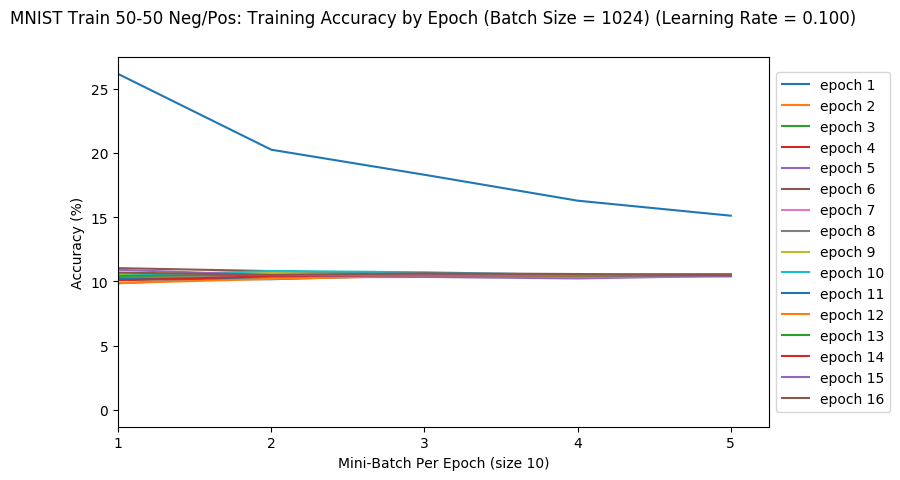 MNIST Train 50-50 Neg/Pos: Training Accuracy by Epoch (Batch Size = 1024) (Learning Rate = 0.100)
25
20
15
10
5
0
Accuracy (%)
1
2
3
4
5
Mini-Batch Per Epoch (size 10)
epoch 1
epoch 2
epoch 3
epoch 4
epoch 5
epoch 6
epoch 7
epoch 8
epoch 9
epoch 10
epoch 11
epoch 12
epoch 13
epoch 14
epoch 15
epoch 16